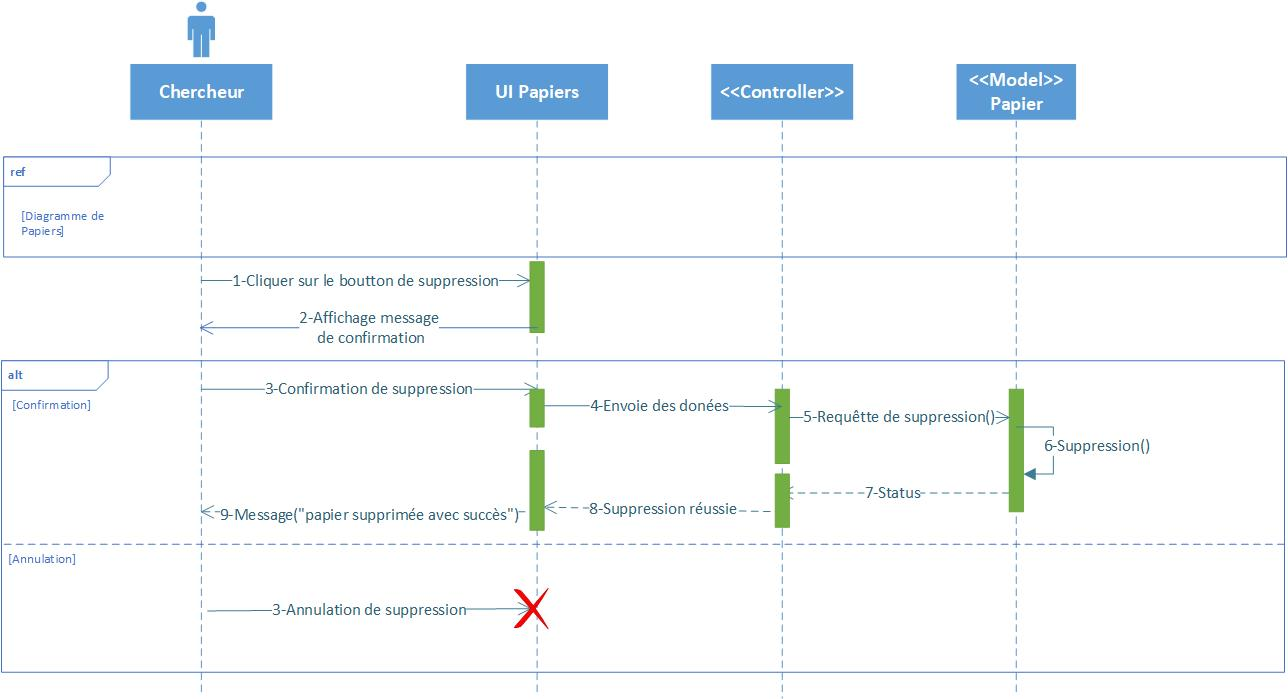 Chercheur
UI Papiers
<<Controller>>
<<Model>>
Papier
ref
[Diagramme de
Papiers]
1-Cliquer sur le boutton de suppression
2-Affichage message
de confirmation
alt
[Confirmation]
3-Confirmation de suppression
4-Envoie des donées
5-Requêtte de suppression()
6-Suppression()
7-Status
8-Suppression réussie
9-Message("papier supprimée avec succès")
[Annulation]
3-Annulation de suppression